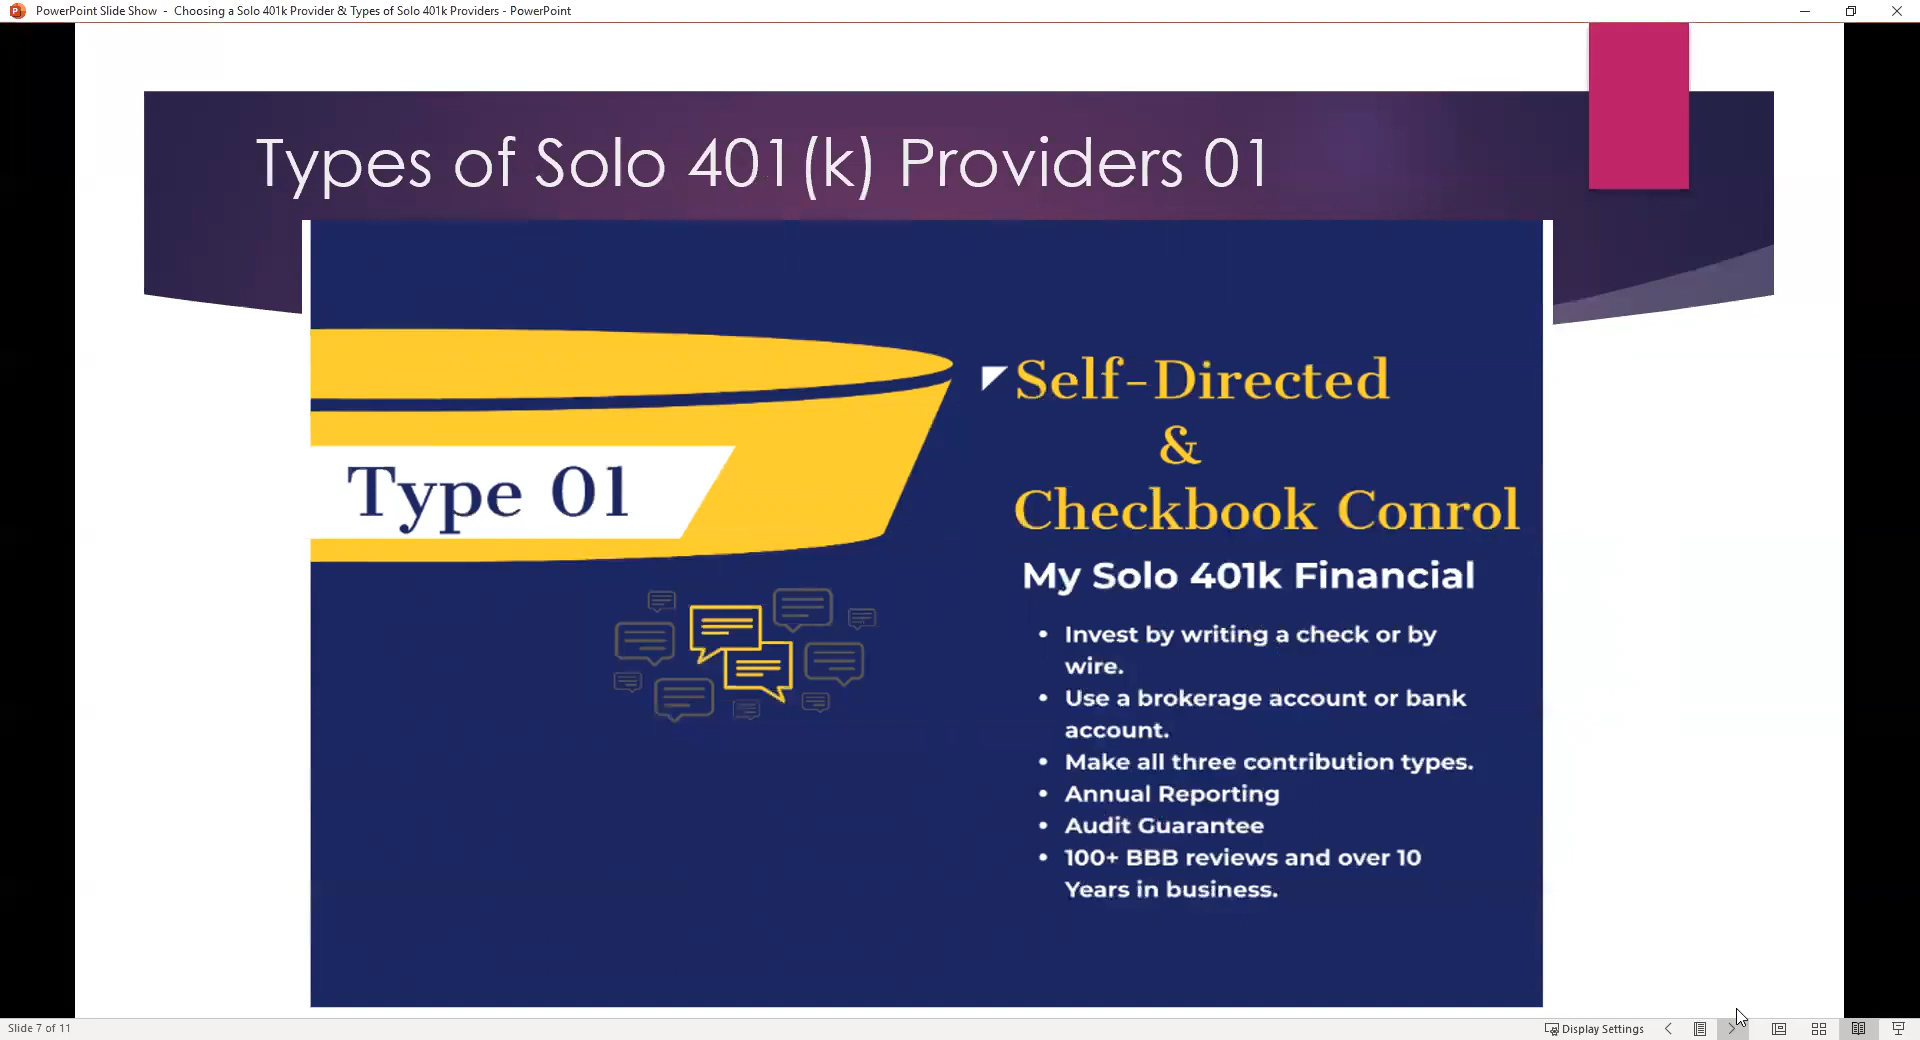 PowerPoint Slide Show - Choosing a Solo 401k Provider & Types of Solo 401k Providers - PowerPoint
Types of Solo 401(k) Providers 01
Type 01
Self-Directed
&
Checkbook Conrol
My Solo 401k Financial
• Invest by writing a check or by
wire.
• Use a brokerage account or bank
account.
• Make all three contribution types.
• Annual Reporting
• Audit Guarantee
• 100+ BBB reviews and over 10
Years in business.
Slide 7 of 11
Display Settings